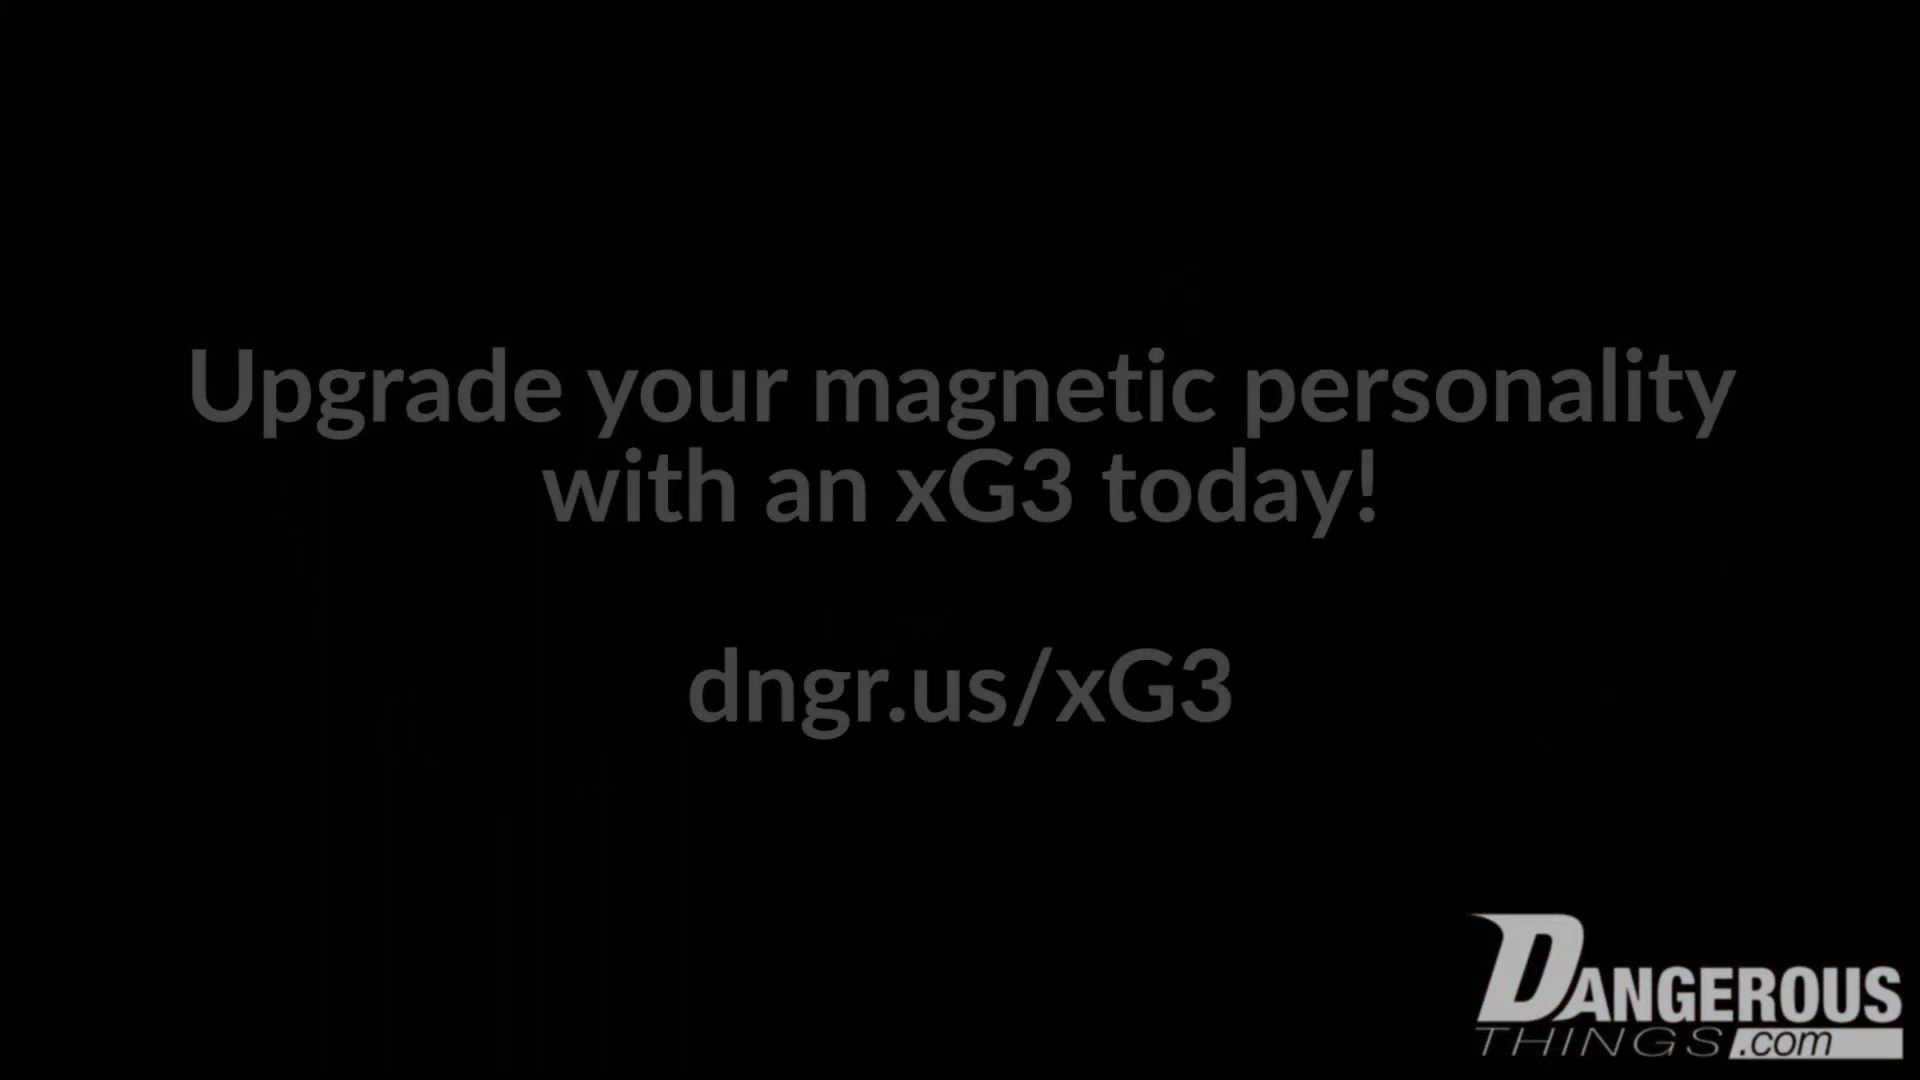 Upgrade your magnetic personality
with an xG3 today!
dngr.us/xG3
DANGEROUS
THINGS.com